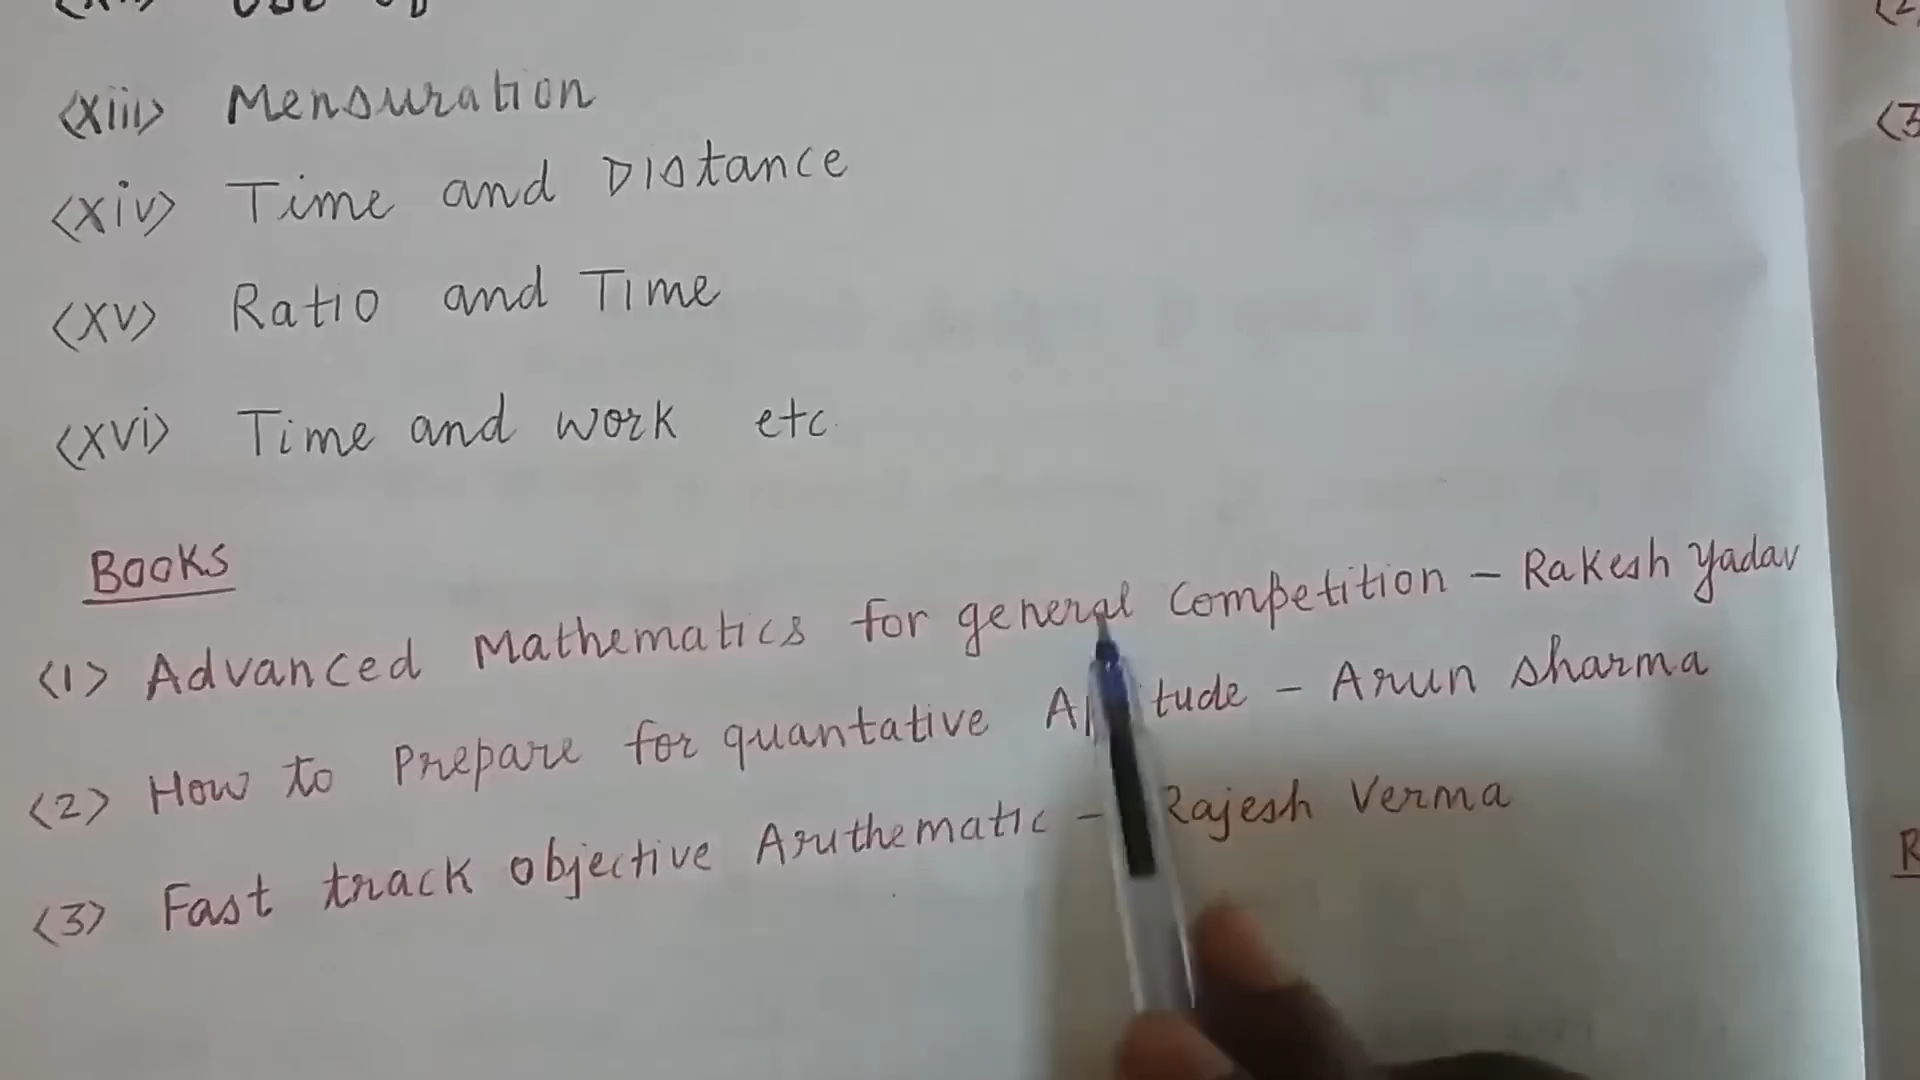 <xiii> Mensuration
<xiv> Time and Distance
<xv> Ratio and Time
<xvi> Time and work etc.
Books
<1> Advanced Mathematics for general Competition - Rakesh Yadav
<2> How to Prepare for quantative - Arun Sharma
<3> Fast track objective Aruthematic - Rajesh Verma